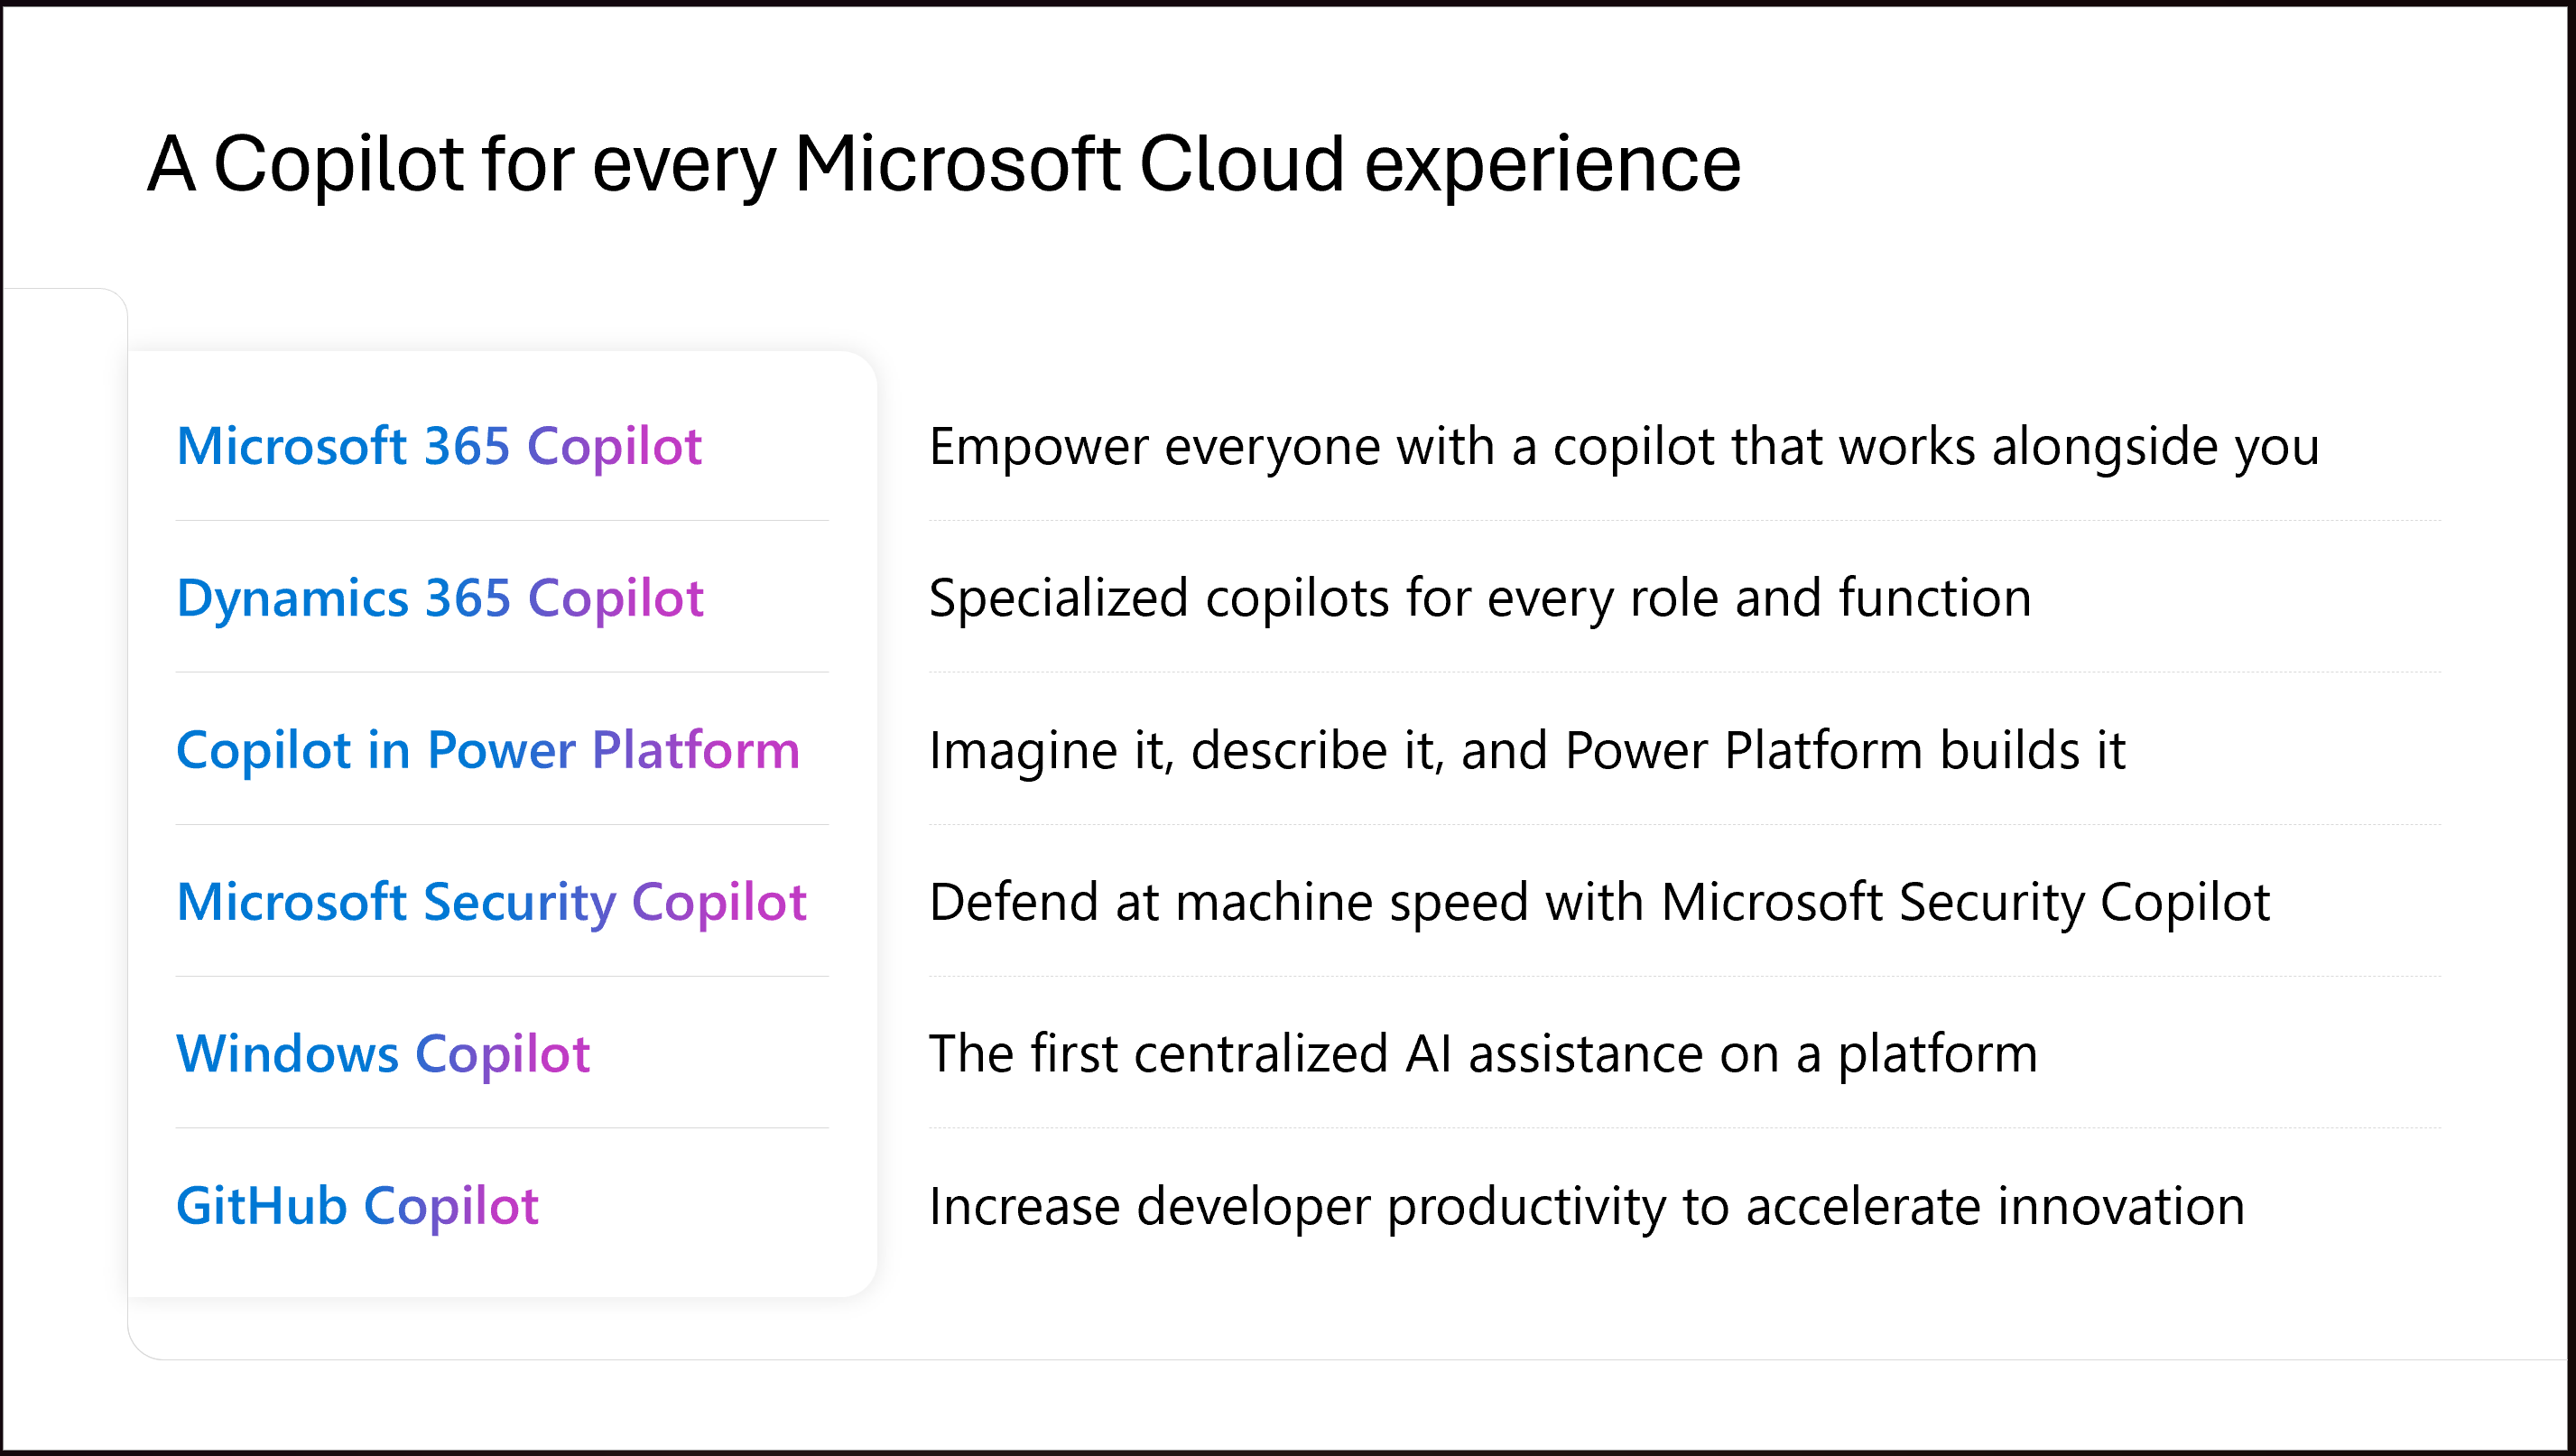 A Copilot for every Microsoft Cloud experience
Microsoft 365 Copilot
Empower everyone with a copilot that works alongside you
Dynamics 365 Copilot
Specialized copilots for every role and function
Copilot in Power Platform
Imagine it, describe it, and Power Platform builds it
Microsoft Security Copilot
Defend at machine speed with Microsoft Security Copilot
Windows Copilot
The first centralized AI assistance on a platform
GitHub Copilot
Increase developer productivity to accelerate innovation